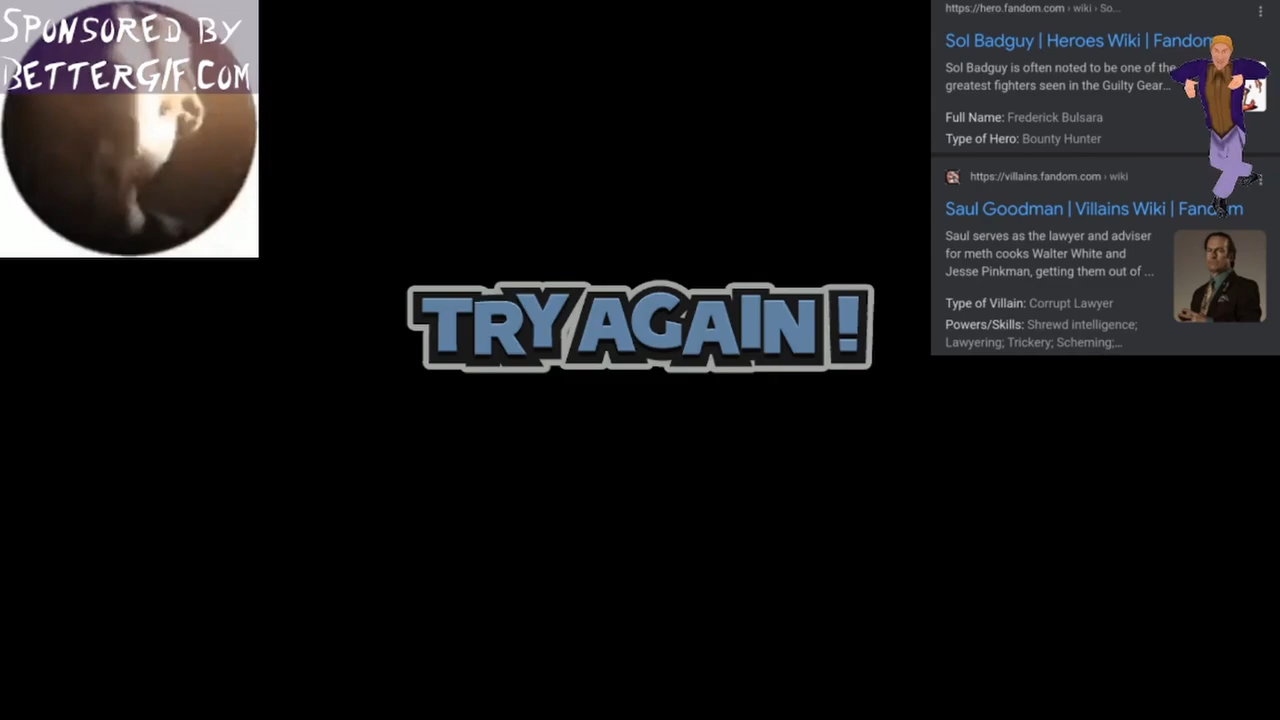 SPONSORED BY
BETTERGIF.COM
https://hero.fandom.com › wiki › So...
Sol Badguy | Heroes Wiki | Fandom
Sol Badguy is often noted to be one of the
greatest fighters seen in the Guilty Gear...
Full Name: Frederick Bulsara
Type of Hero: Bounty Hunter
https://villains.fandom.com › wiki
Saul Goodman | Villains Wiki | Fandom
Saul serves as the lawyer and adviser
for meth cooks Walter White and
Jesse Pinkman, getting them out of ...
Type of Villain: Corrupt Lawyer
Powers/Skills: Shrewd intelligence;
Lawyering; Trickery; Scheming;...
TRY AGAIN !